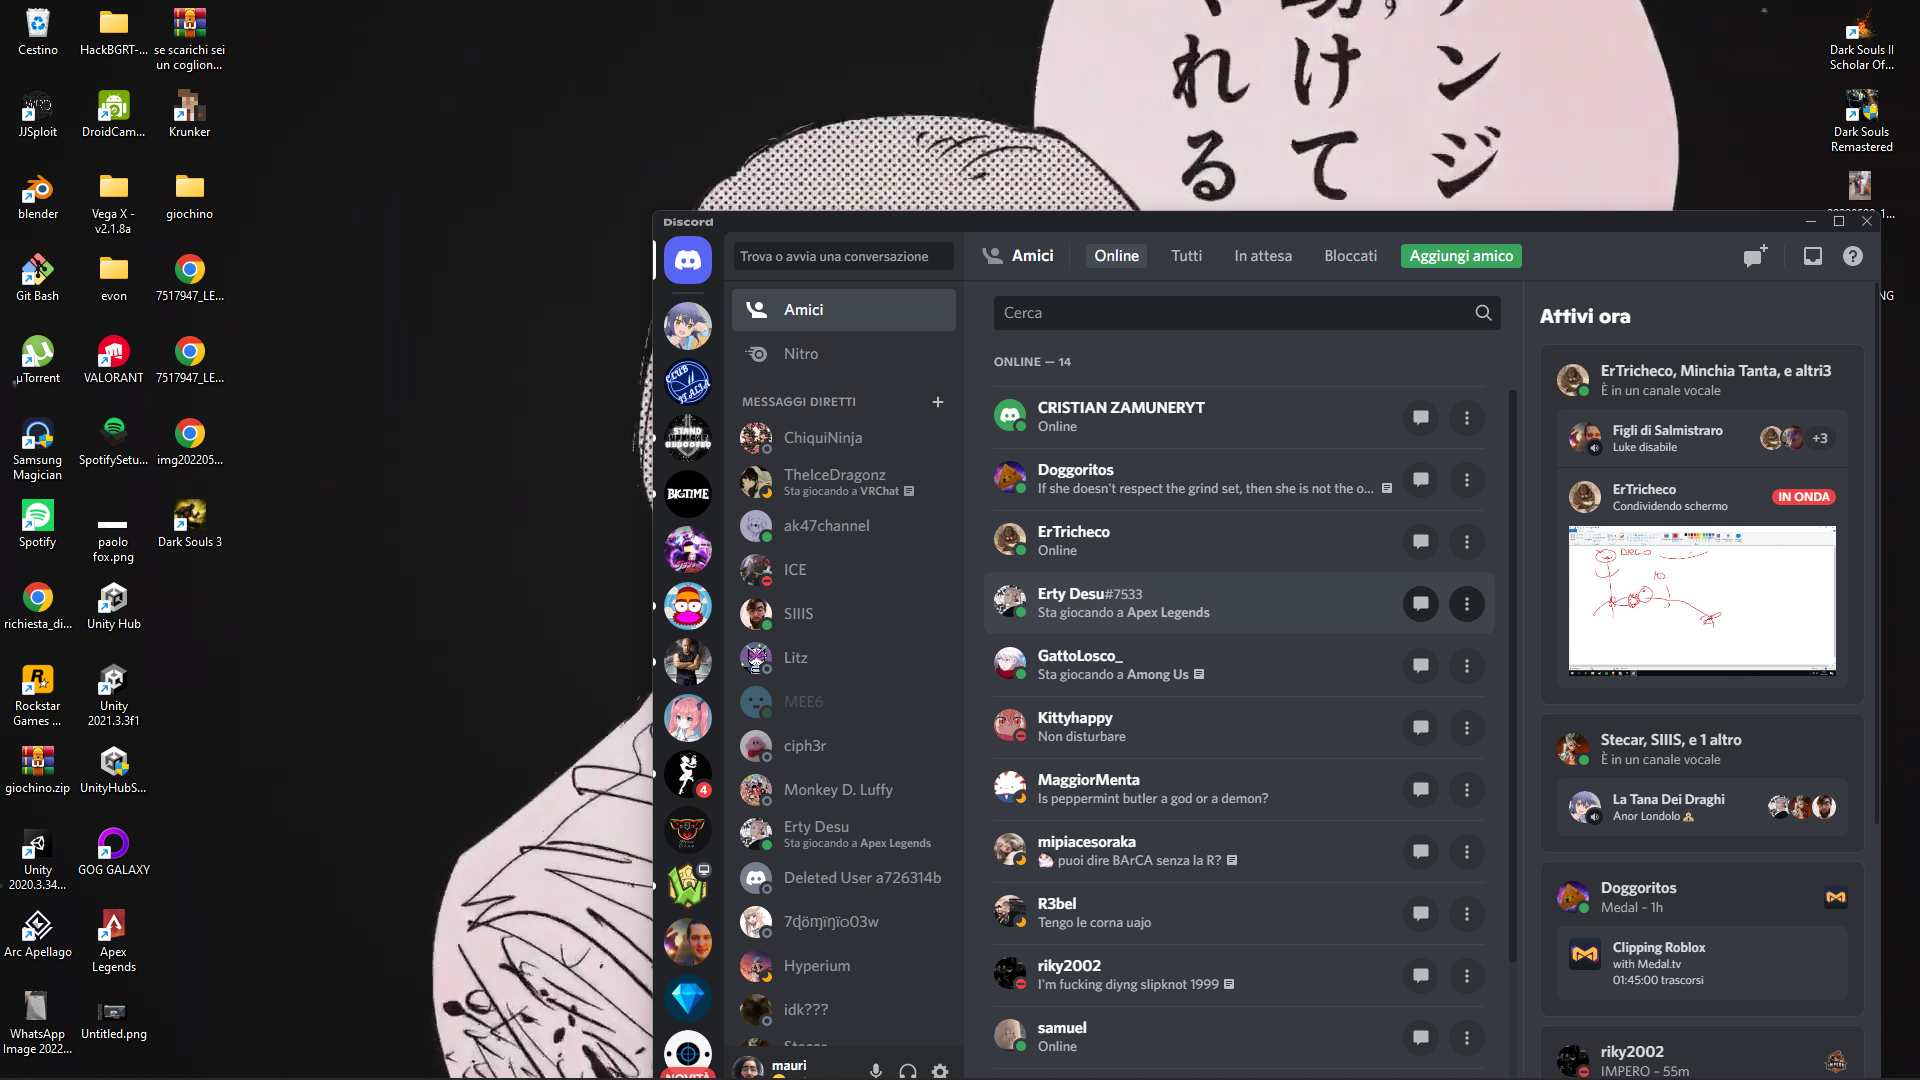 Cestino
HackBGRT-...
se scarichi sei
un coglion...
JJSploit
DroidCam...
Krunker
blender
Vega X -
v2.1.8a
giochino
Git Bash
evon
7517947_LE...
µTorrent
VALORANT
7517947_LE...
Samsung
Magician
SpotifySetu...
img202205...
Spotify
paolo
fox.png
Dark Souls 3
richiesta_di...
Unity Hub
Rockstar
Games ...
Unity
2021.3.3f1
giochino.zip
UnityHubS...
Unity
2020.3.34...
GOG GALAXY
Arc Apellago
Apex
Legends
WhatsApp
Image 2022...
Untitled.png
ンジ
けて
れる
Dark Souls II
Scholar Of...
Dark Souls
Remastered
NG
Discord
CLUB
STAND
REBOOFED
BIGTIME
4
NOVITÀ
Trova o avvia una conversazione
Amici
Nitro
MESSAGGI DIRETTI
ChiquiNinja
TheIceDragonz
Sta giocando a VRChat
ak47channel
ICE
SIIIS
Litz
MEE6
ciph3r
Monkey D. Luffy
Erty Desu
Sta giocando a Apex Legends
Deleted User a726314b
Hyperium
idk???
Stecar
mauri
Amici
Online
Tutti
In attesa
Bloccati
Aggiungi amico
Cerca
ONLINE — 14
CRISTIAN ZAMUNERYT
Online
Doggoritos
If she doesn't respect the grind set, then she is not the o...
ErTricheco
Online
Erty Desu#7533
Sta giocando a Apex Legends
GattoLosco_
Sta giocando a Among Us
Kittyhappy
Non disturbare
MaggiorMenta
Is peppermint butler a god or a demon?
mipiacesoraka
puoi dire BArCA senza la R?
R3bel
Tengo le corna uajo
riky2002
I'm fucking diyng slipknot 1999
samuel
Online
Attivi ora
ErTricheco, Minchia Tanta, e altri3
È in un canale vocale
Figli di Salmistraro
Luke disabile
+3
ErTricheco
Condividendo schermo
IN ONDA
DIEGO
10
Stecar, SIIIS, e 1 altro
È in un canale vocale
La Tana Dei Draghi
Anor Londolo
Doggoritos
Medal – 1h
Clipping Roblox
with Medal.tv
01:45:00 trascorsi
riky2002
IMPERO – 55m